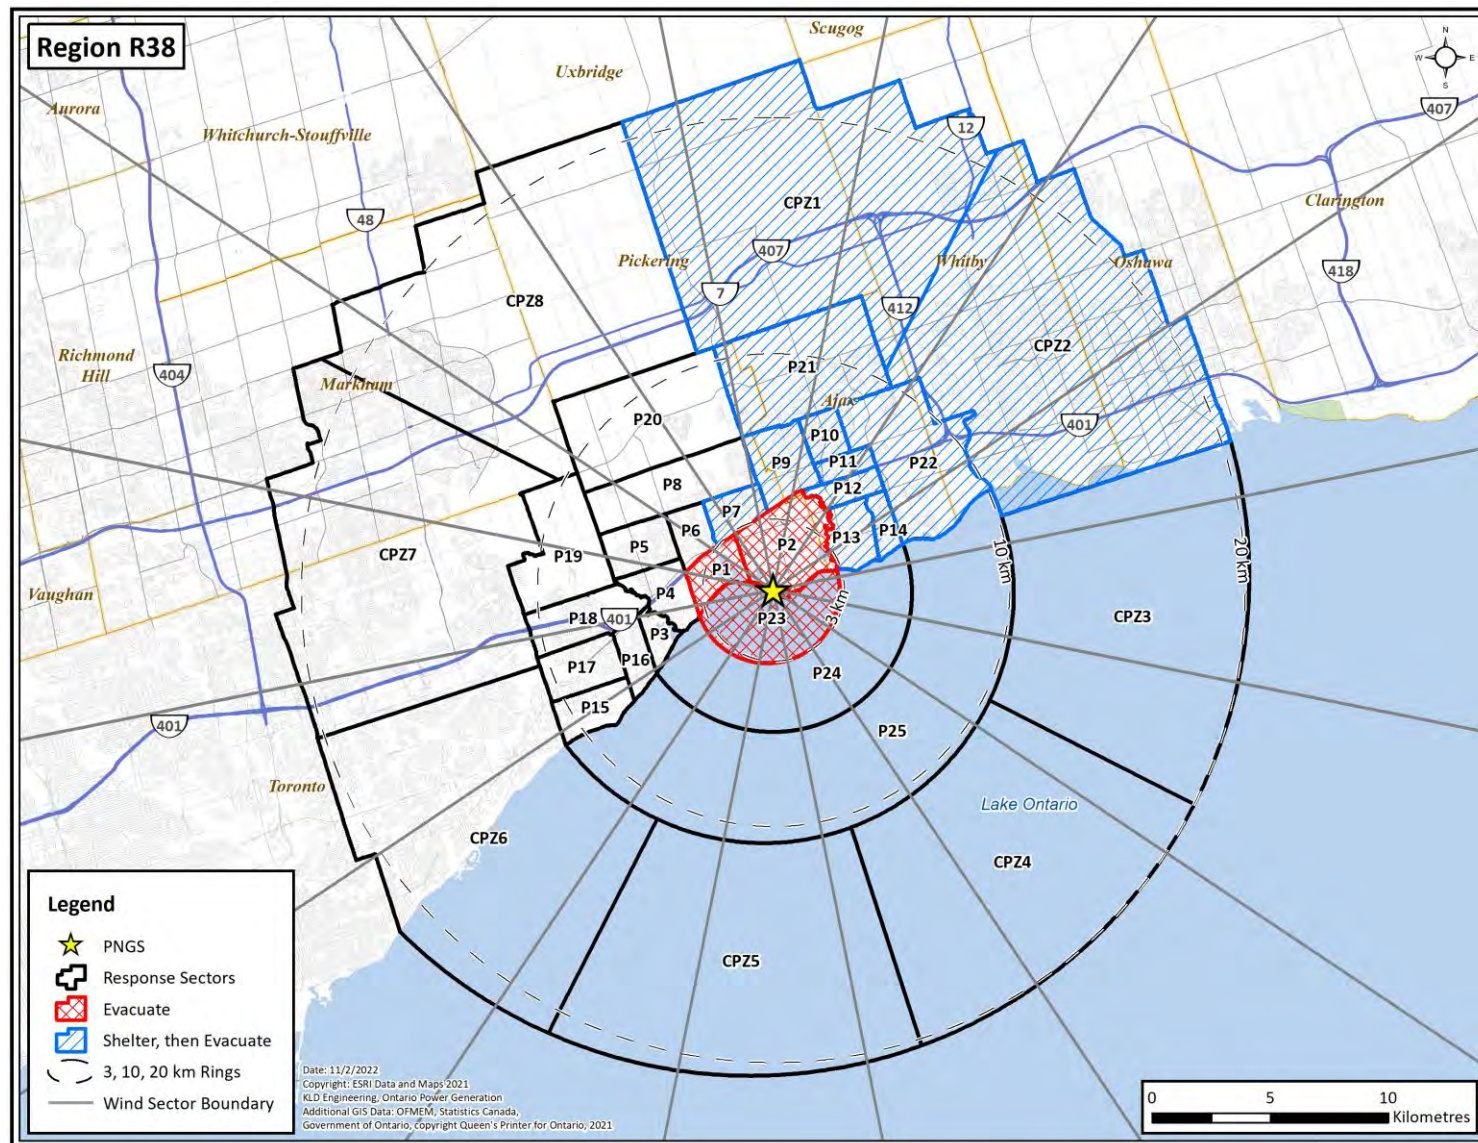 Region R38
Scugog
Uxbridge
N
W
E
S
Aurora
Whitchurch-Stouffville
12
407
48
CPZ1
Clarington
407
Pickering
Whitby
Oshawa
418
7
412
CPZ8
Richmond
Hill
404
Markham
P21
CPZ2
Ajax
P20
P10
401
P9
P11
P22
P8
P12
P7
P6
P13
P14
P5
P2
CPZ7
P19
P1
10 km
20 km
Vaughan
P4
P18
401
P23
3 km
CPZ3
P3
P16
P17
P24
P15
401
P25
Toronto
Lake Ontario
CPZ6
CPZ4
CPZ5
Legend
PNGS
Response Sectors
Evacuate
Shelter, then Evacuate
3, 10, 20 km Rings
Wind Sector Boundary
Date: 11/2/2022
Copyright: ESRI Data and Maps 2021
KLD Engineering, Ontario Power Generation
Additional GIS Data: OFMEM, Statistics Canada,
Government of Ontario, copyright Queen's Printer for Ontario, 2021
0 5 10
Kilometres